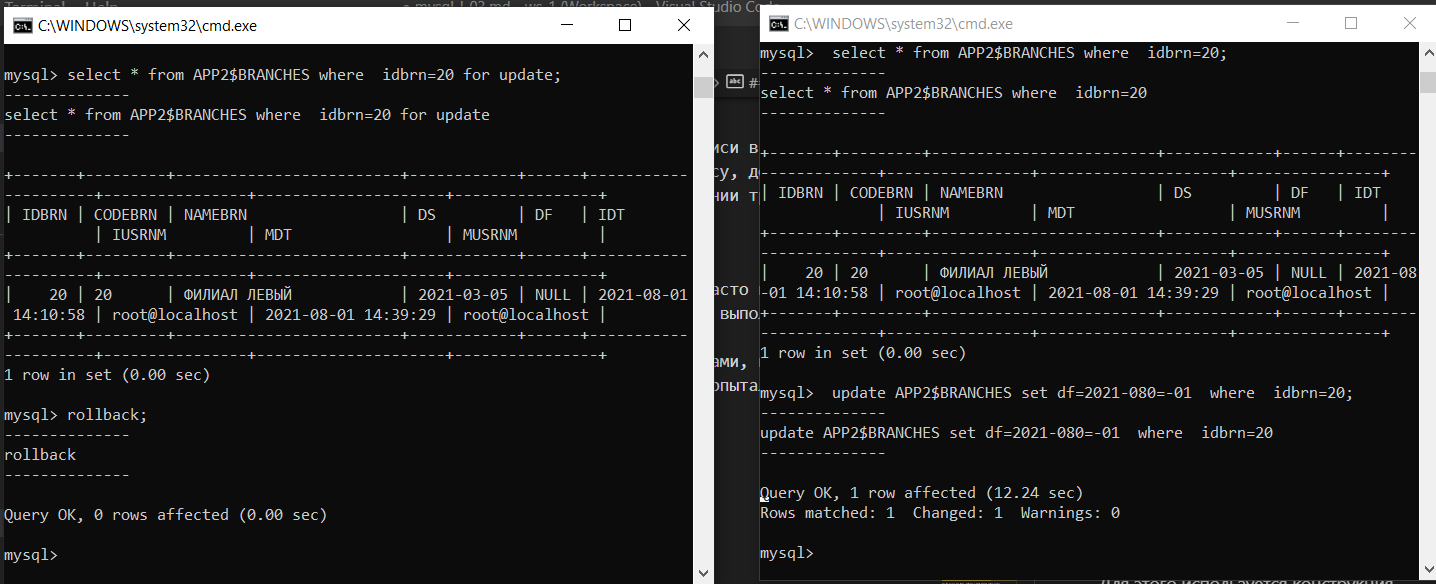 Terminal Help mysql L03.md - ws-1 (Workspace) - Visual Studio Code
C:\WINDOWS\system32\cmd.exe
mysql> select * from APP2$BRANCHES where  idbrn=20 for update;
--------------
select * from APP2$BRANCHES where  idbrn=20 for update
--------------
| IDBRN | CODEBRN | NAMEBRN | DS | DF | IDT
| IUSRNM | MDT | MUSRNM |
| 20 | 20 | ФИЛИАЛ ЛЕВЫЙ | 2021-03-05 | NULL | 2021-08-01
14:10:58 | root@localhost | 2021-08-01 14:39:29 | root@localhost |
1 row in set (0.00 sec)
mysql> rollback;
--------------
rollback
--------------
Query OK, 0 rows affected (0.00 sec)
mysql>
C:\WINDOWS\system32\cmd.exe
mysql>  select * from APP2$BRANCHES where  idbrn=20;
--------------
select * from APP2$BRANCHES where  idbrn=20
--------------
| IDBRN | CODEBRN | NAMEBRN | DS | DF | IDT
| IUSRNM | MDT | MUSRNM |
| 20 | 20 | ФИЛИАЛ ЛЕВЫЙ | 2021-03-05 | NULL | 2021-08
-01 14:10:58 | root@localhost | 2021-08-01 14:39:29 | root@localhost |
1 row in set (0.00 sec)
mysql>  update APP2$BRANCHES set df=2021-080=-01  where  idbrn=20;
--------------
update APP2$BRANCHES set df=2021-080=-01  where  idbrn=20
--------------
Query OK, 1 row affected (12.24 sec)
Rows matched: 1  Changed: 1  Warnings: 0
mysql>
Для этого используется конструкция